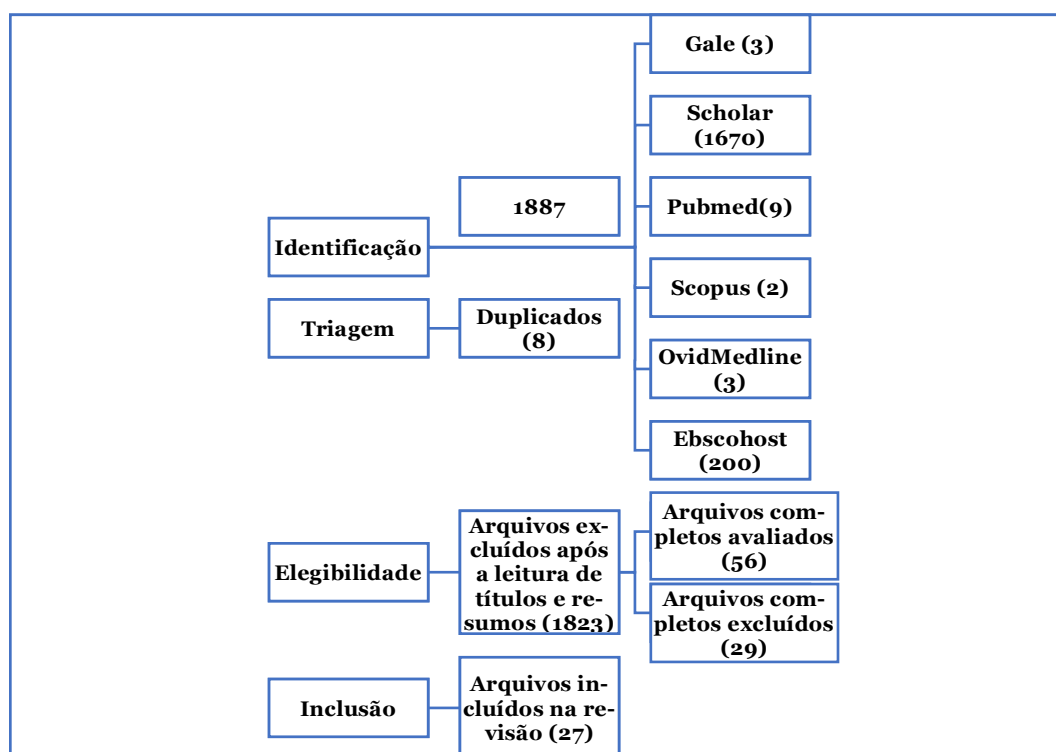 Gale (3)
Scholar
(1670)
1887
Pubmed(9)
Identificação
Scopus (2)
Triagem
Duplicados
(8)
OvidMedline
(3)
Ebscohost
(200)
Elegibilidade
Arquivos ex-
cluídos após
a leitura de
títulos e re-
sumos (1823)
Arquivos com-
pletos avaliados
(56)
Arquivos com-
pletos excluídos
(29)
Inclusão
Arquivos in-
cluídos na re-
visão (27)